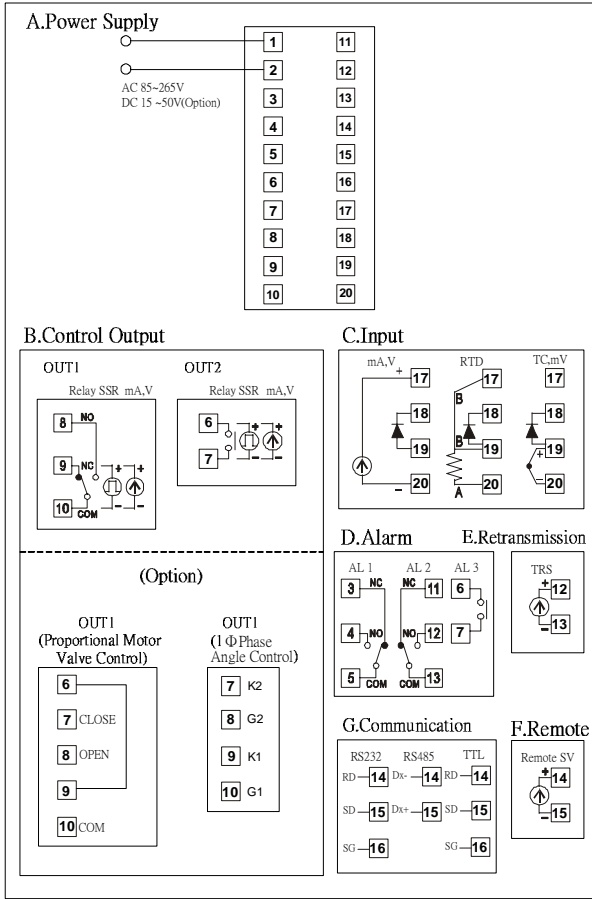 A.Power Supply
1 11
2 12
AC 85~265V
DC 15 ~50V(Option)
3 13
4 14
5 15
6 16
7 17
8 18
9 19
10 20
B.Control Output
OUT1
Relay SSR mA,V
8 NO
9 NC + +
10 COM - -
OUT2
Relay SSR mA,V
6 + +
7 - -
(Option)
OUT1
(Proportional Motor
Valve Control)
6
7 CLOSE
8 OPEN
9
10 COM
OUT1
(1ΦPhase
Angle Control)
7 K2
8 G2
9 K1
10 G1
C.Input
mA,V
+ 17
18
19
- 20
RTD
17
B
18
B 19
A 20
TC,mV
17
18
+ 19
- 20
D.Alarm
AL 1 AL 2 AL 3
3 NC NC 11 6
4 NO NO 12 7
5 COM COM 13
E.Retransmission
TRS
+ 12
- 13
G.Communication
RS232 RS485 TTL
RD 14 Dx- 14 RD 14
SD 15 Dx+ 15 SD 15
SG 16 SG 16
F.Remote
Remote SV
+ 14
- 15